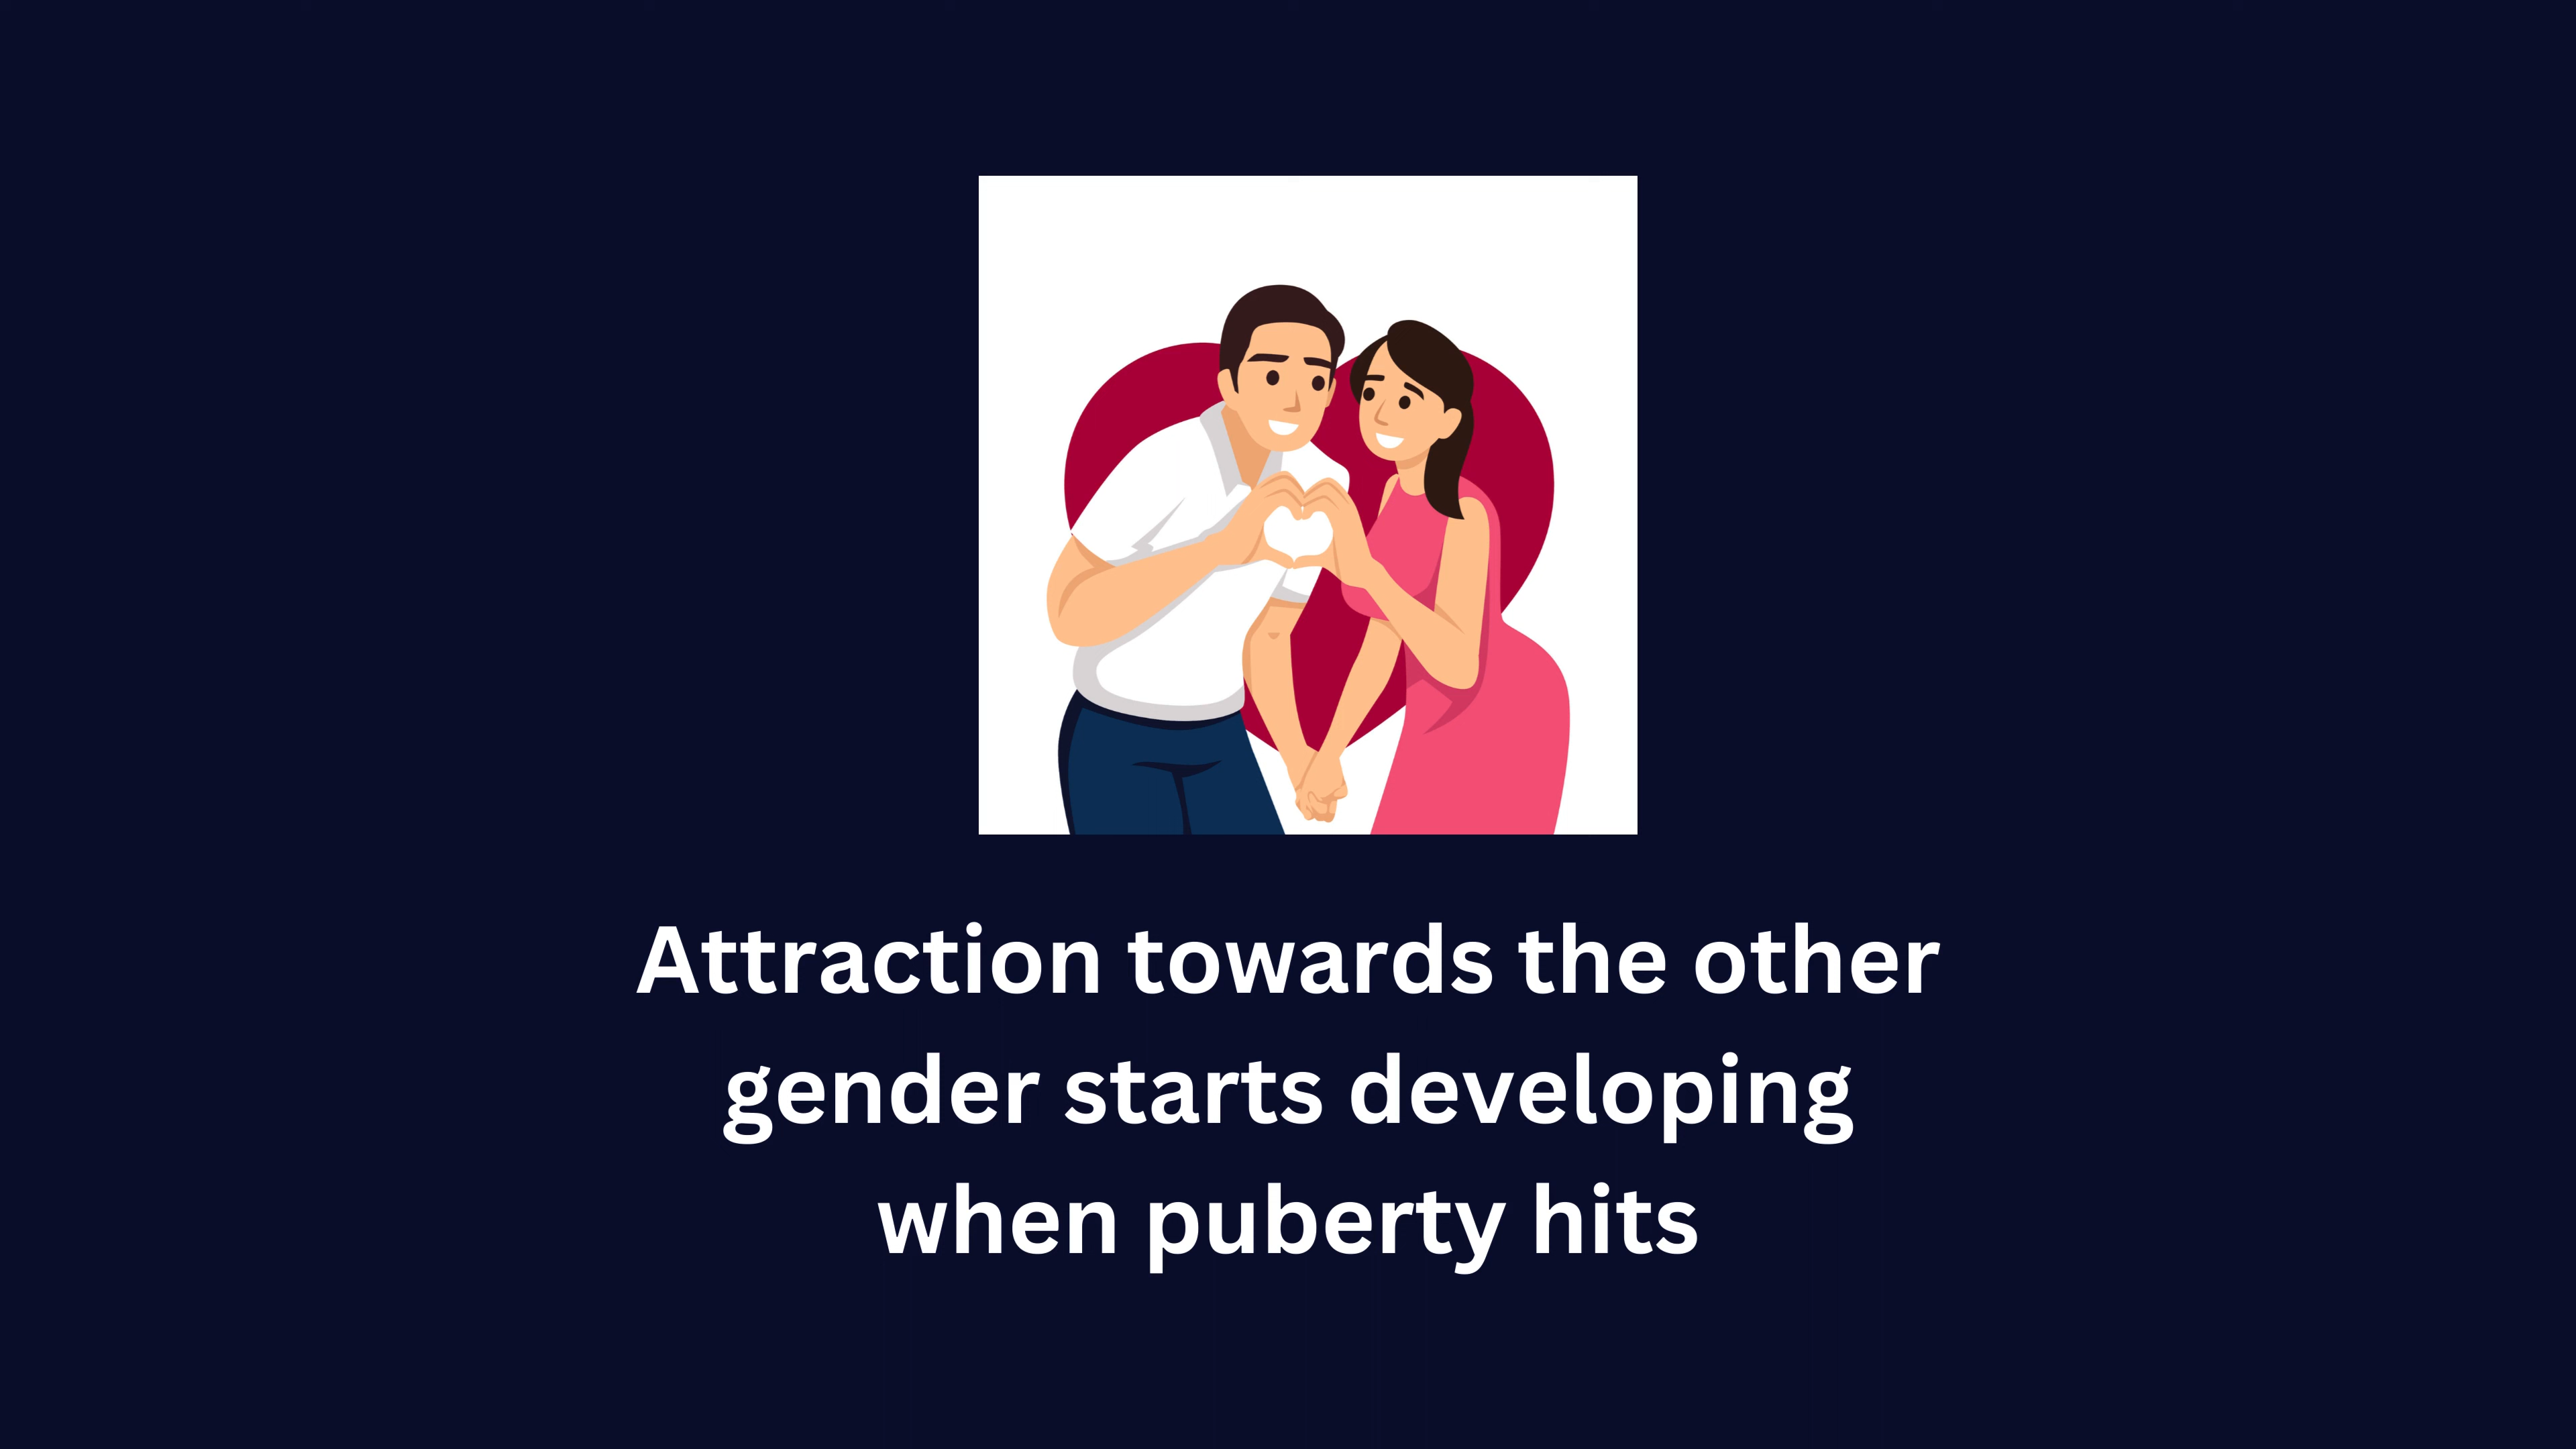 Attraction towards the other
gender starts developing
when puberty hits